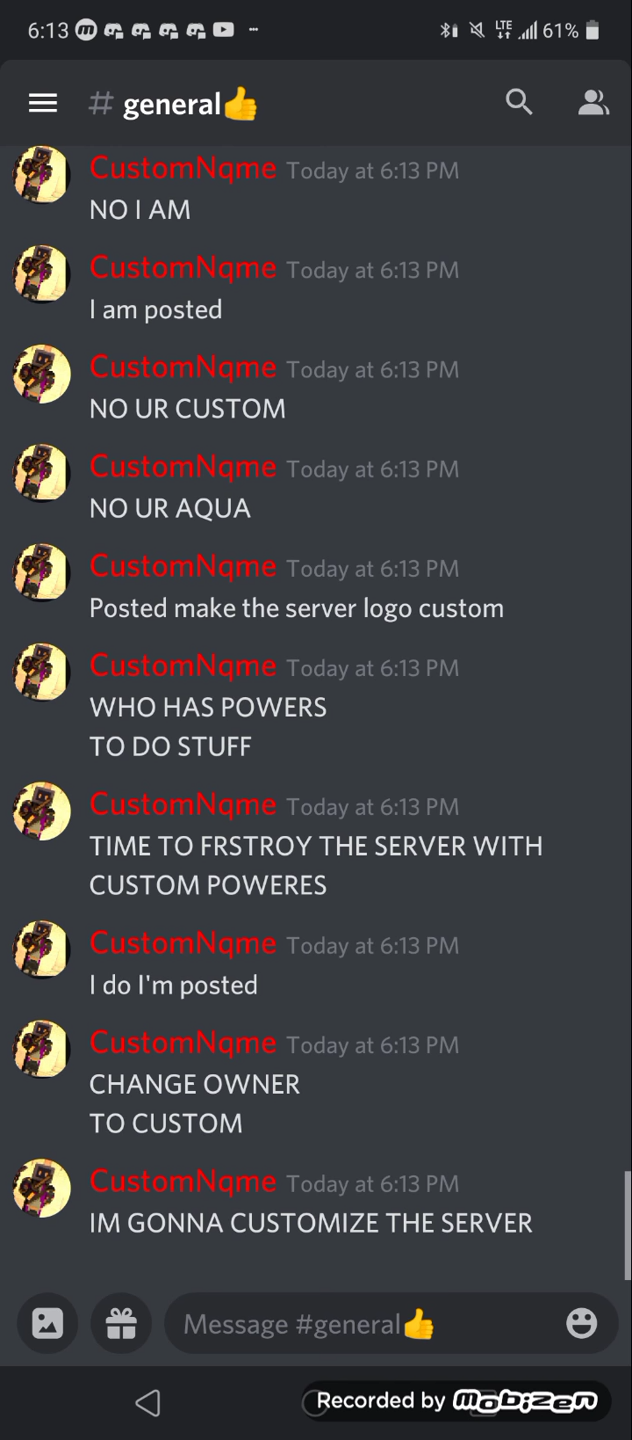 6:13 LTE 61%
# general👍
CustomNqme Today at 6:13 PM
NO I AM
CustomNqme Today at 6:13 PM
I am posted
CustomNqme Today at 6:13 PM
NO UR CUSTOM
CustomNqme Today at 6:13 PM
NO UR AQUA
CustomNqme Today at 6:13 PM
Posted make the server logo custom
CustomNqme Today at 6:13 PM
WHO HAS POWERS
TO DO STUFF
CustomNqme Today at 6:13 PM
TIME TO FRSTROY THE SERVER WITH
CUSTOM POWERES
CustomNqme Today at 6:13 PM
I do I'm posted
CustomNqme Today at 6:13 PM
CHANGE OWNER
TO CUSTOM
CustomNqme Today at 6:13 PM
IM GONNA CUSTOMIZE THE SERVER
Message #general👍
Recorded by mobizen